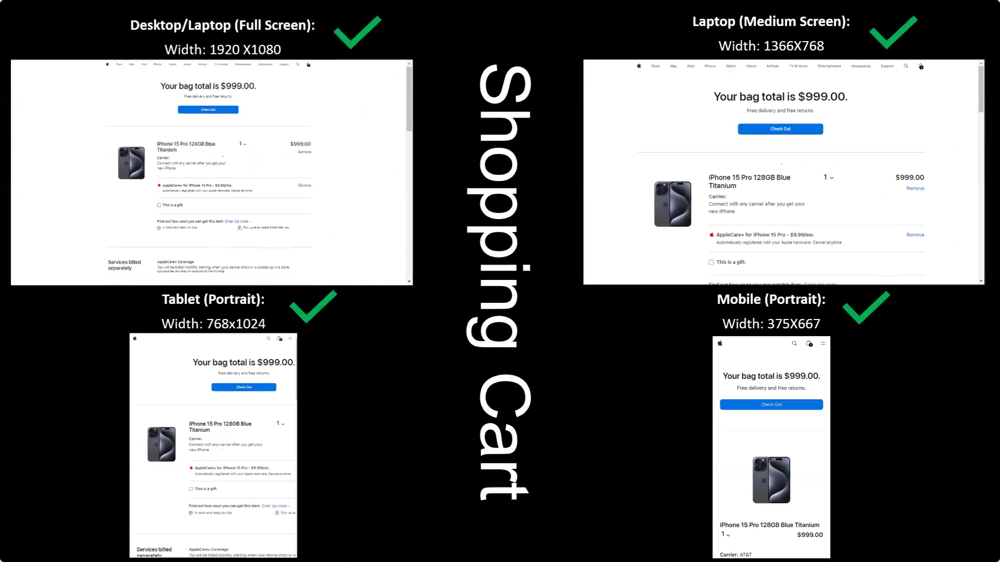 Desktop/Laptop (Full Screen):
Width: 1920 X1080
Store Mac iPad iPhone Watch Vision AirPods TV & Home Entertainment Accessories Support
Your bag total is $999.00.
Free delivery and free returns.
Check Out
iPhone 15 Pro 128GB Blue
Titanium
1
$999.00
Remove
Carrier:
Connect with any carrier after you get your
new iPhone
AppleCare+ for iPhone 15 Pro - $9.99/mo.
Remove
Automatically registered with your Apple hardware. Cancel anytime.
This is a gift.
Find out how soon you can get this item. Enter zip code
In stock and ready to ship.
Pick up at an Apple Store near you.
Services billed
separately
AppleCare+ Coverage
You will be billed monthly starting when your device ships or is picked up in a store.
Applicable fees and taxes will be applied at time of charge.
Shopping Cart
Laptop (Medium Screen):
Width: 1366X768
Store Mac iPad iPhone Watch Vision AirPods TV & Home Entertainment Accessories Support
1
Your bag total is $999.00.
Free delivery and free returns.
Check Out
iPhone 15 Pro 128GB Blue
Titanium
1
$999.00
Remove
Carrier:
Connect with any carrier after you get your
new iPhone
AppleCare+ for iPhone 15 Pro - $9.99/mo.
Remove
Automatically registered with your Apple hardware. Cancel anytime.
This is a gift.
Find out how soon you can get this item. Enter zip code
Tablet (Portrait):
Width: 768x1024
Your bag total is $999.00.
Free delivery and free returns.
Check Out
iPhone 15 Pro 128GB Blue
Titanium
1
Carrier:
Connect with any carrier after you get your
new iPhone
AppleCare+ for iPhone 15 Pro - $9.99/mo.
Automatically registered with your Apple hardware. Cancel anytime.
This is a gift.
Find out how soon you can get this item. Enter zip code
In stock and ready to ship.
Pick up at
Services billed
separately
AppleCare+ Coverage
You will be billed monthly starting when your device ships or is
Mobile (Portrait):
Width: 375X667
1
Your bag total is $999.00.
Free delivery and free returns.
Check Out
iPhone 15 Pro 128GB Blue Titanium
1
$999.00
Carrier: AT&T